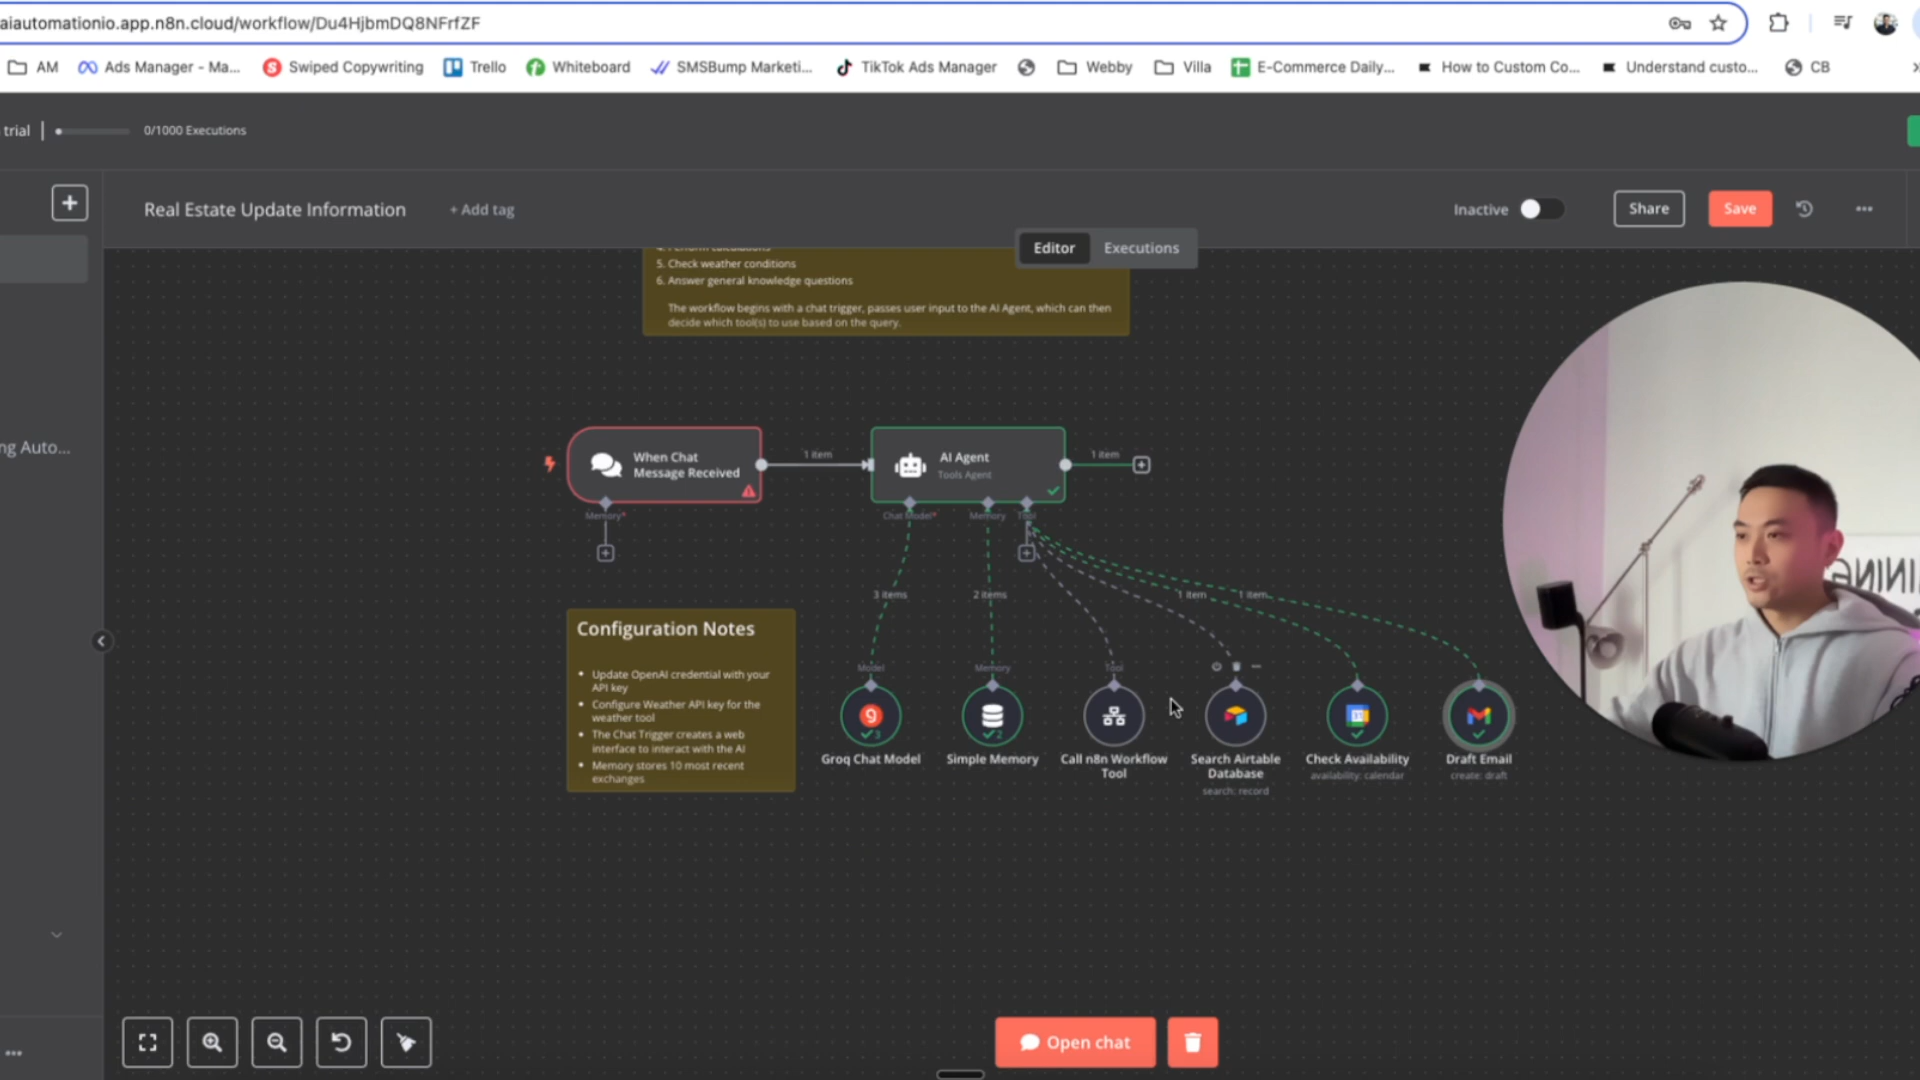 aiautomationio.app.n8n.cloud/workflow/Du4HjbmDQ8NFrfZF
AM Ads Manager - Ma... Swiped Copywriting Trello Whiteboard SMSBump Marketi... TikTok Ads Manager Webby Villa E-Commerce Daily... How to Custom Co... Understand custo... CB
trial 0/1000 Executions
Real Estate Update Information + Add tag Inactive Share Save
Editor Executions
4. Perform calculations
5. Check weather conditions
6. Answer general knowledge questions
The workflow begins with a chat trigger, passes user input to the AI Agent, which can then
decide which tool(s) to use based on the query.
ng Auto...
When Chat
Message Received
1 item
AI Agent
Tools Agent
1 item
Memory*
Chat Model*
Memory
Tool
3 items
2 items
1 item
1 item
Configuration Notes
• Update OpenAI credential with your
API key
• Configure Weather API key for the
weather tool
• The Chat Trigger creates a web
interface to interact with the AI
• Memory stores 10 most recent
exchanges
Model
Memory
Tool
3
2
31
Groq Chat Model
Simple Memory
Call n8n Workflow
Tool
Search Airtable
Database
search: record
Check Availability
availability: calendar
Draft Email
create: draft
Open chat